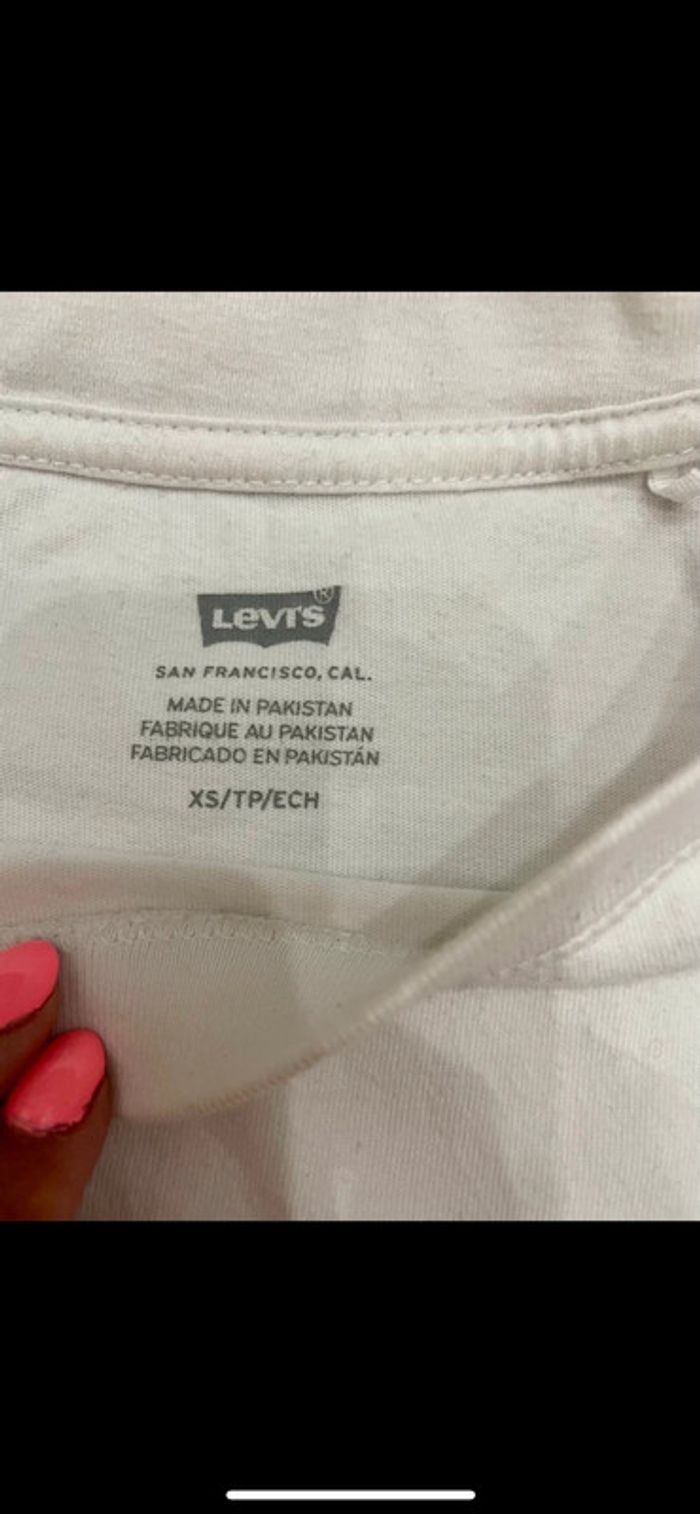 Levi's ®
SAN FRANCISCO, CAL.
MADE IN PAKISTAN
FABRIQUE AU PAKISTAN
FABRICADO EN PAKISTÁN
XS/TP/ECH